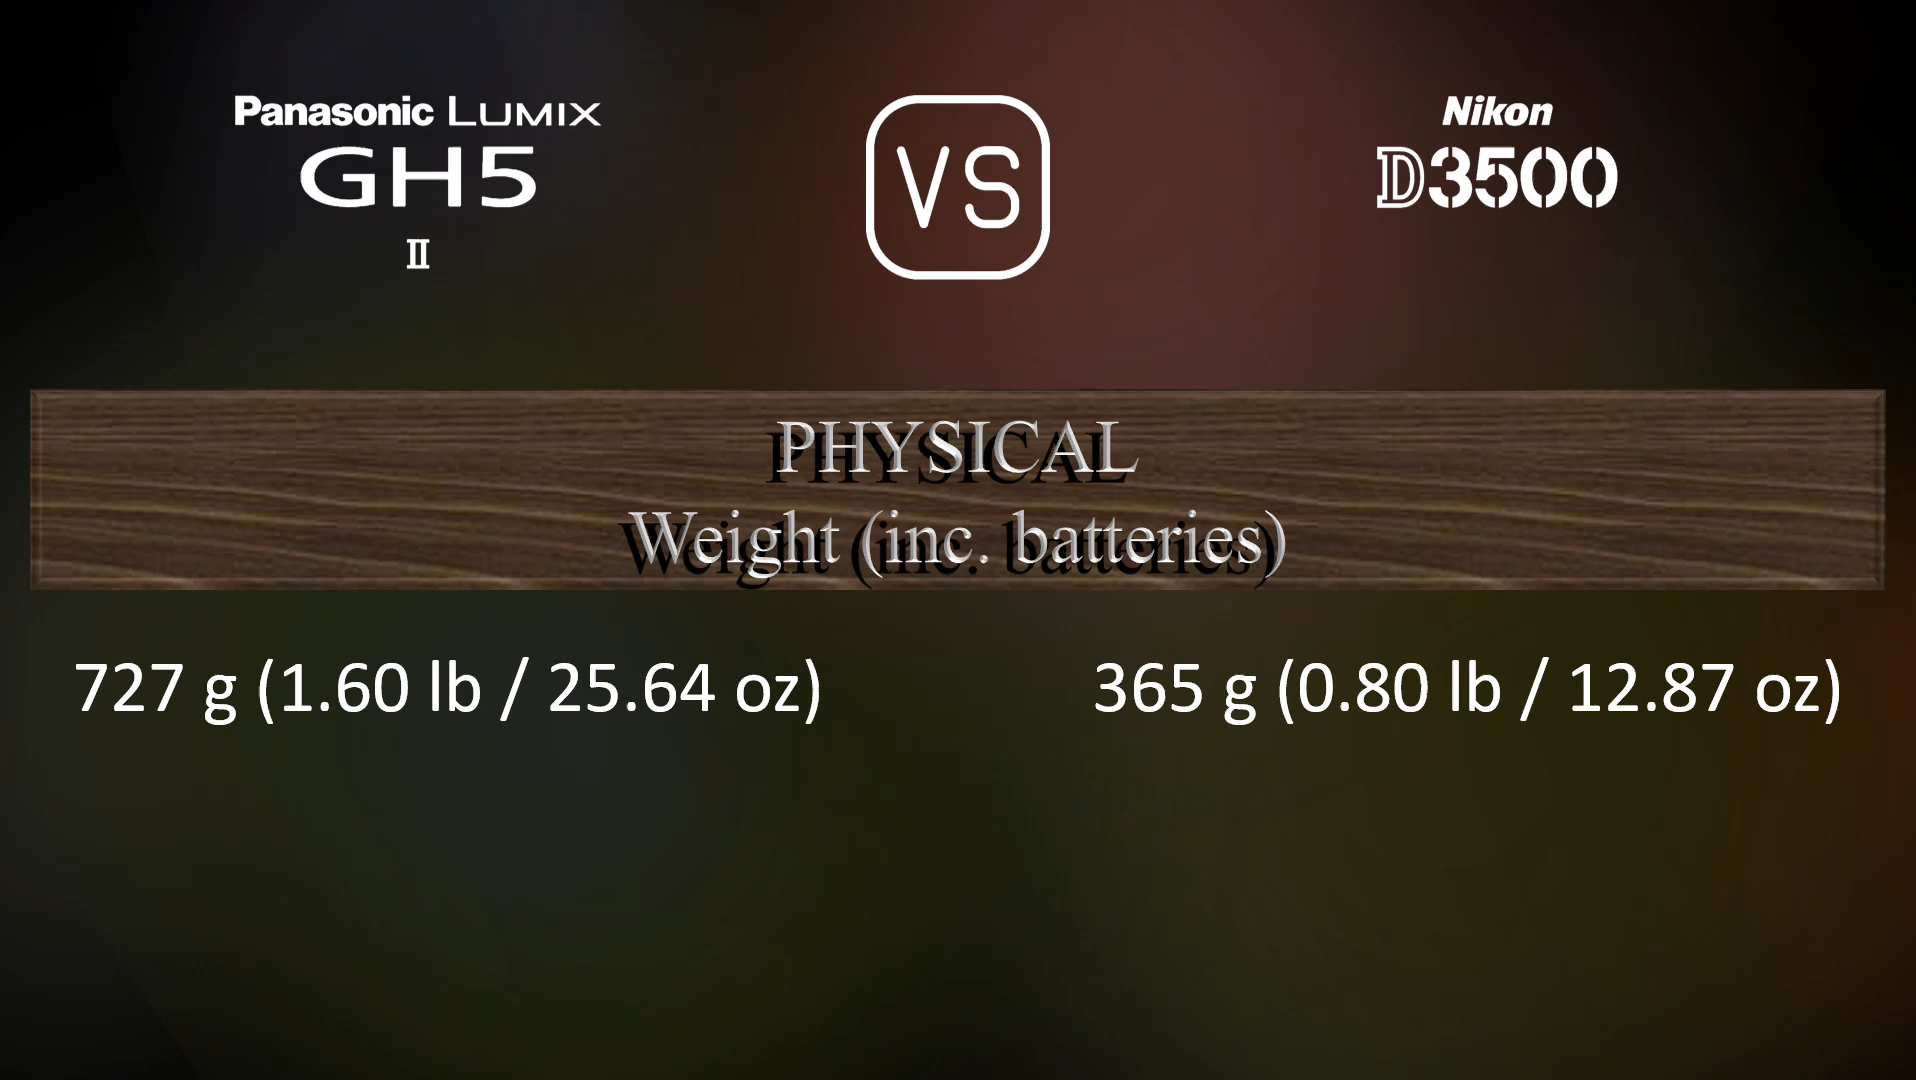 Panasonic LUMIX
GH5
II
VS
Nikon
D3500
PHYSICAL
Weight (inc. batteries)
727 g (1.60 lb / 25.64 oz)
365 g (0.80 lb / 12.87 oz)